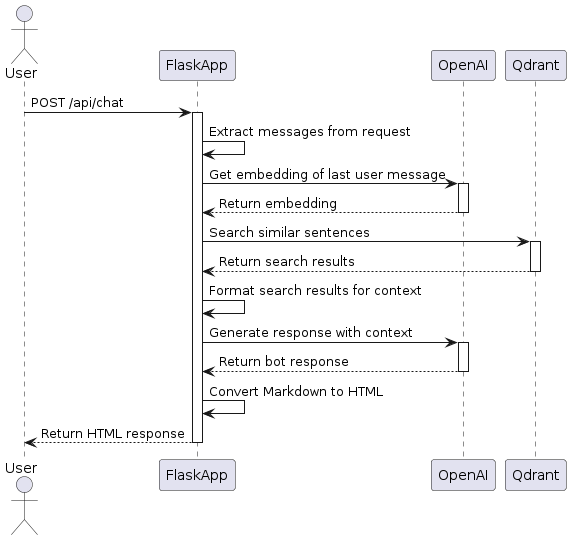 User
FlaskApp
OpenAI
Qdrant
POST /api/chat
Extract messages from request
Get embedding of last user message
Return embedding
Search similar sentences
Return search results
Format search results for context
Generate response with context
Return bot response
Convert Markdown to HTML
Return HTML response
User
FlaskApp
OpenAI
Qdrant